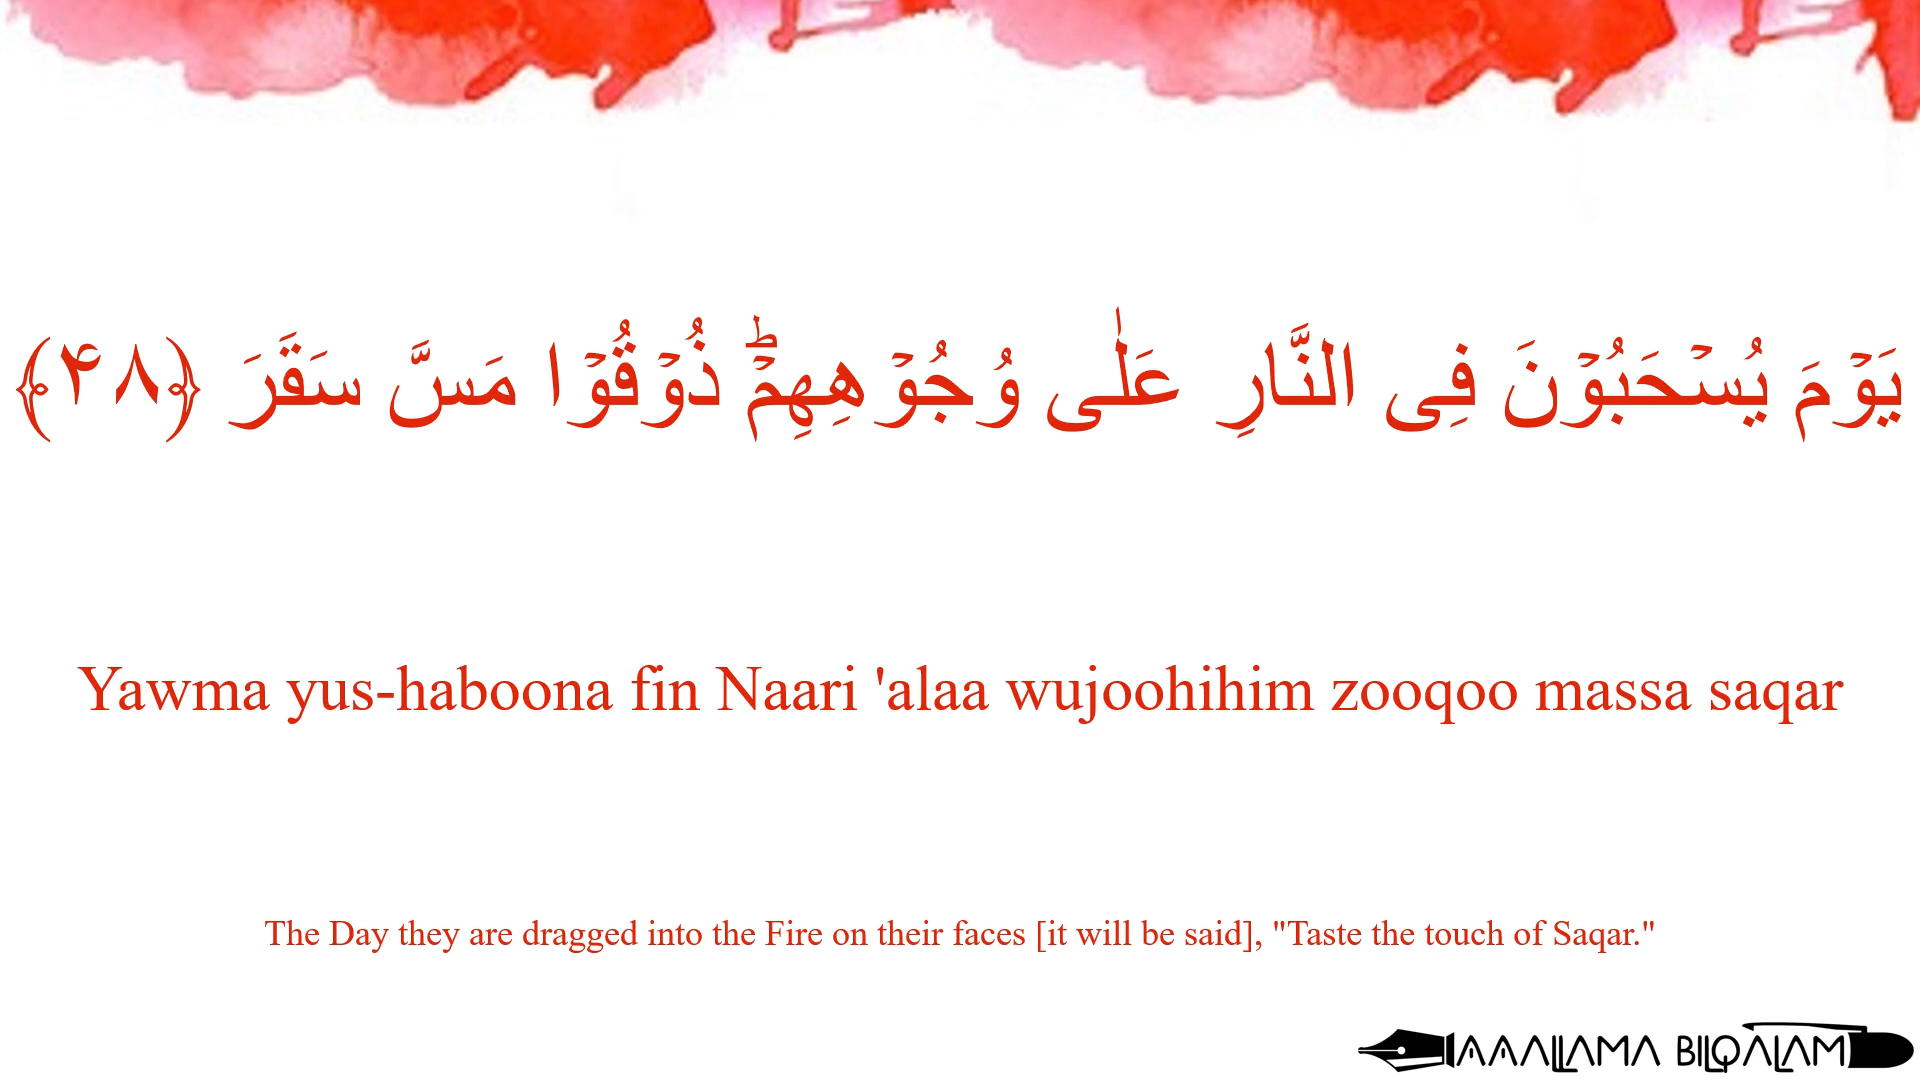 يَوۡمَ يُسۡحَبُوۡنَ فِى النَّارِ عَلٰى وُجُوۡهِهِمۡؕ ذُوۡقُوۡا مَسَّ سَقَرَ ﴿۴۸﴾
Yawma yus-haboona fin Naari 'alaa wujoohihim zooqoo massa saqar
The Day they are dragged into the Fire on their faces [it will be said], "Taste the touch of Saqar."
AAALLAMA BILQALAM